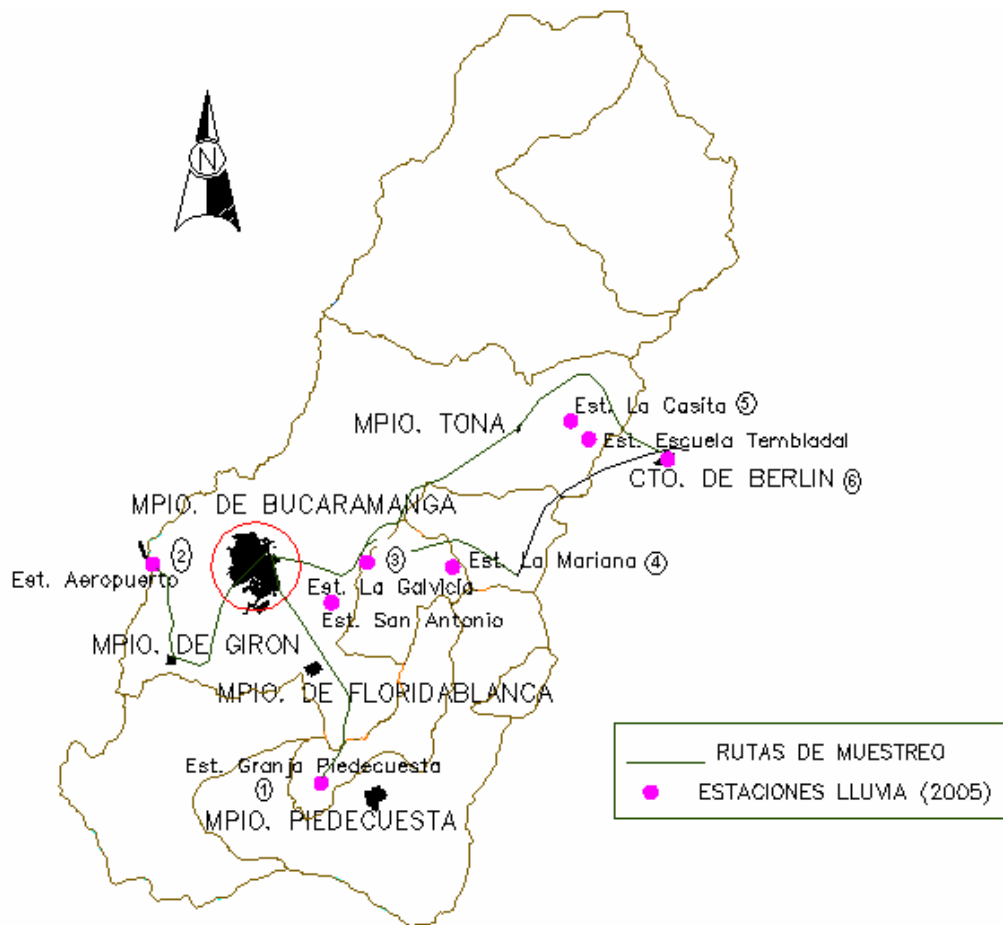 N
MPIO. TONA
Est. La Casita 5
Est. Escuela Tembladal
CTO. DE BERLIN 6
MPIO. DE BUCARAMANGA
2
Est. Aeropuerto
3
Est. La Mariana 4
Est. La Galvicia
Est. San Antonio
MPIO. DE GIRON
MPIO. DE FLORIDABLANCA
Est. Granja Piedecuesta
1
MPIO. PIEDECUESTA
RUTAS DE MUESTREO
ESTACIONES LLUVIA (2005)